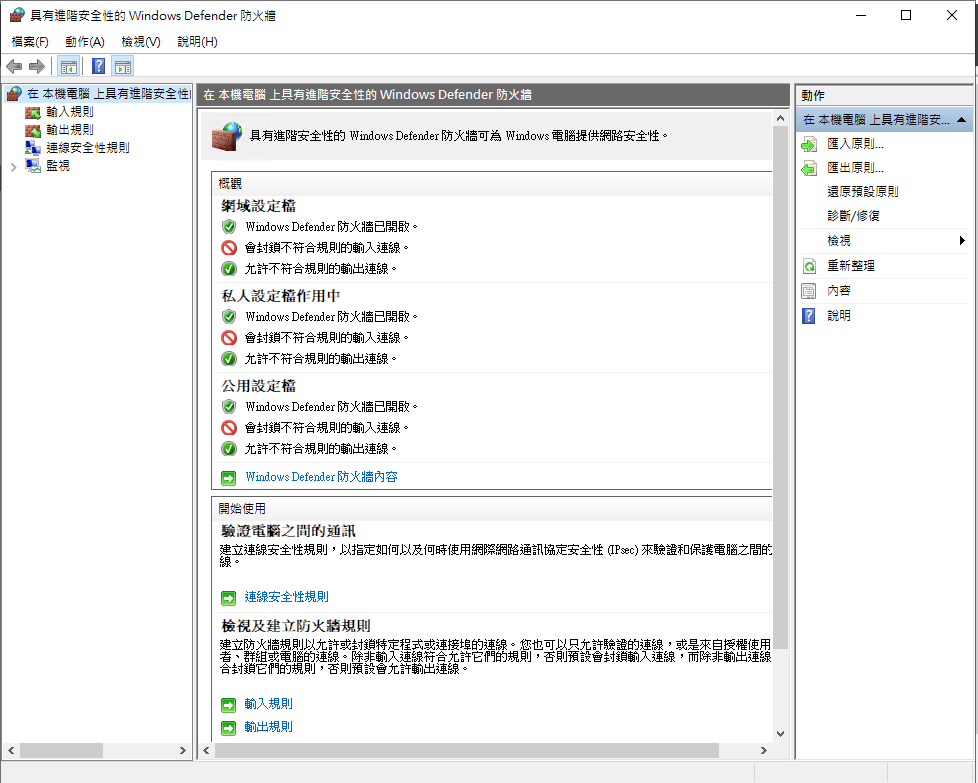 具有進階安全性的 Windows Defender 防火牆
檔案(F) 動作(A) 檢視(V) 說明(H)
在 本機電腦 上具有進階安全性
輸入規則
輸出規則
連線安全性規則
監視
在 本機電腦 上具有進階安全性的 Windows Defender 防火牆
具有進階安全性的 Windows Defender 防火牆可為 Windows 電腦提供網路安全性。
概觀
網域設定檔
Windows Defender 防火牆已開啟。
會封鎖不符合規則的輸入連線。
允許不符合規則的輸出連線。
私人設定檔作用中
Windows Defender 防火牆已開啟。
會封鎖不符合規則的輸入連線。
允許不符合規則的輸出連線。
公用設定檔
Windows Defender 防火牆已開啟。
會封鎖不符合規則的輸入連線。
允許不符合規則的輸出連線。
Windows Defender 防火牆內容
開始使用
驗證電腦之間的通訊
建立連線安全性規則，以指定如何以及何時使用網際網路通訊協定安全性 (IPsec) 來驗證和保護電腦之間的
線。
連線安全性規則
檢視及建立防火牆規則
建立防火牆規則以允許或封鎖特定程式或連接埠的連線。您也可以只允許驗證的連線，或是來自授權使用
者、群組或電腦的連線。除非輸入連線符合允許它們的規則，否則預設會封鎖輸入連線，而除非輸出連線
合封鎖它們的規則，否則預設會允許輸出連線。
輸入規則
輸出規則
動作
在 本機電腦 上具有進階安...
匯入原則...
匯出原則...
還原預設原則
診斷/修復
檢視
重新整理
內容
說明